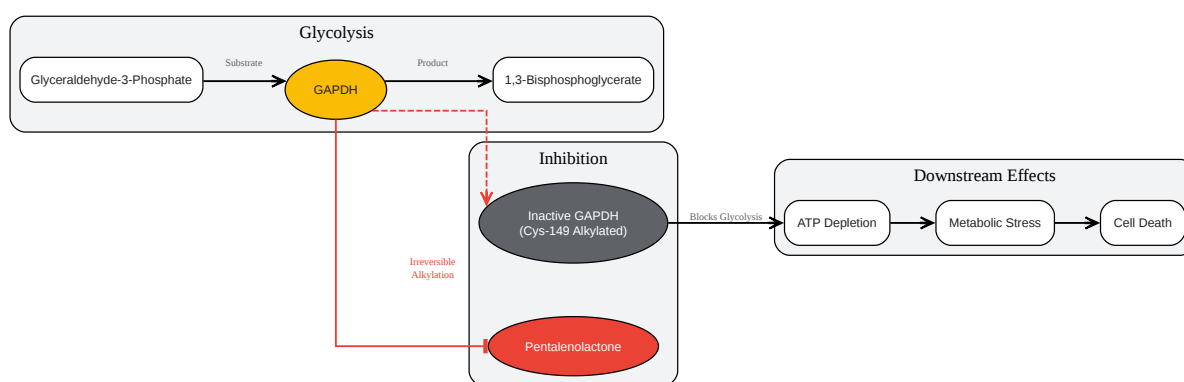 Glycolysis
Glyceraldehyde-3-Phosphate
Substrate
GAPDH
Product
1,3-Bisphosphoglycerate
Inhibition
Inactive GAPDH
(Cys-149 Alkylated)
Irreversible
Alkylation
Pentalenolactone
Blocks Glycolysis
Downstream Effects
ATP Depletion
Metabolic Stress
Cell Death